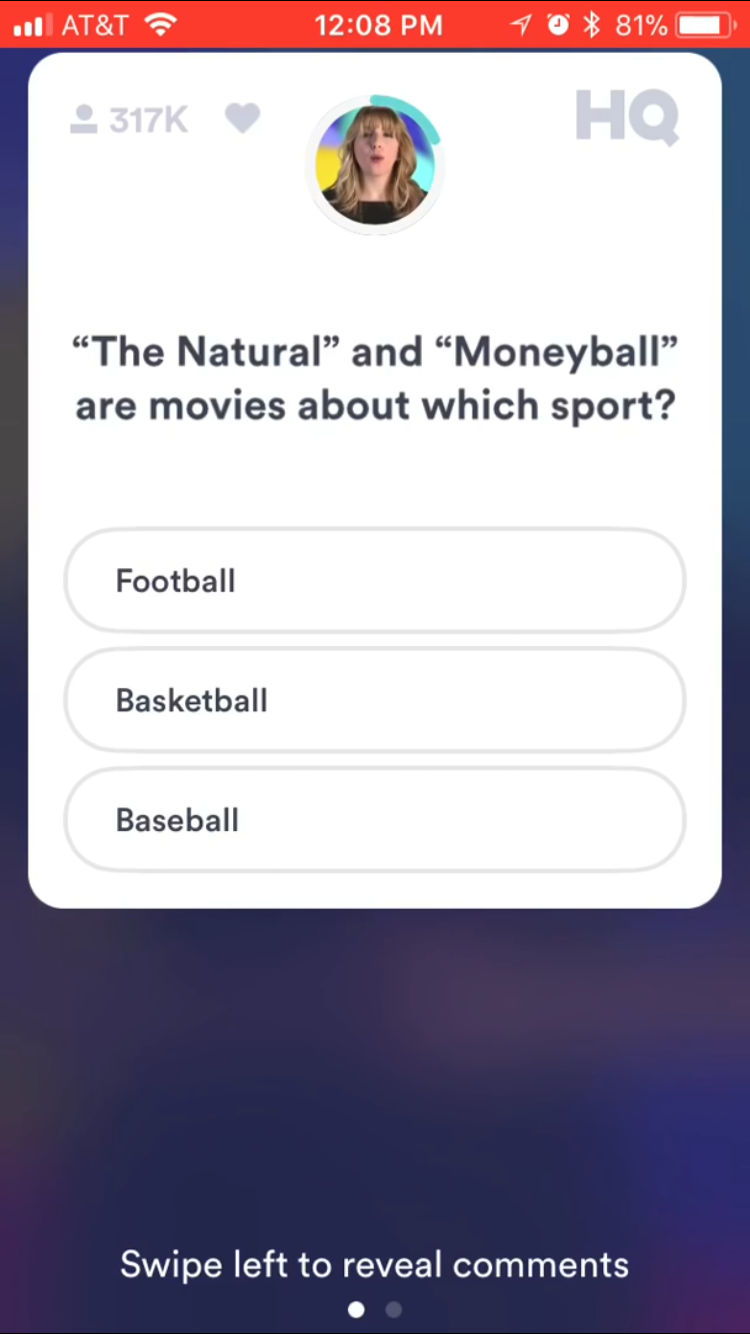 AT&T 12:08 PM 81%
317K HQ
“The Natural” and “Moneyball”
are movies about which sport?
Football
Basketball
Baseball
Swipe left to reveal comments